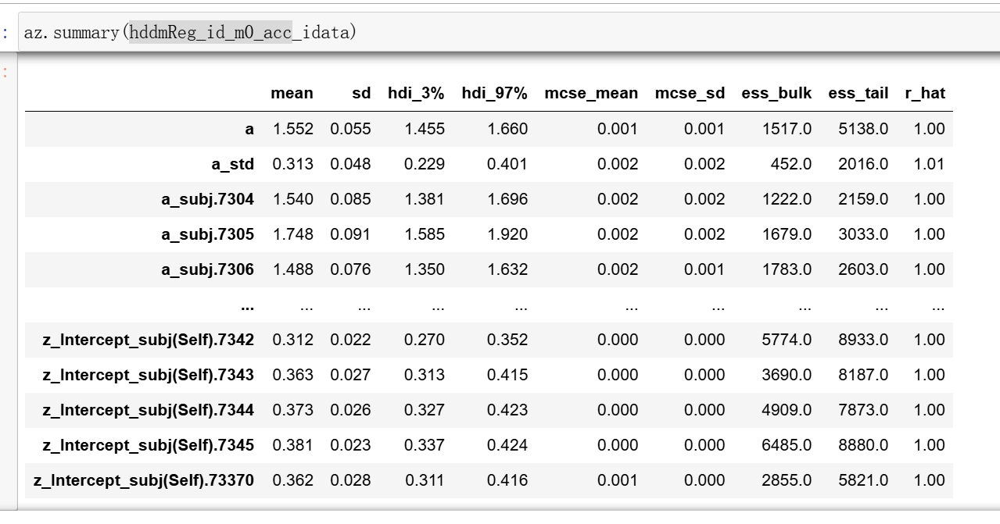 : az.summary(hddmReg_id_m0_acc_idata)
:
mean sd hdi_3% hdi_97% mcse_mean mcse_sd ess_bulk ess_tail r_hat
a 1.552 0.055 1.455 1.660 0.001 0.001 1517.0 5138.0 1.00
a_std 0.313 0.048 0.229 0.401 0.002 0.002 452.0 2016.0 1.01
a_subj.7304 1.540 0.085 1.381 1.696 0.002 0.002 1222.0 2159.0 1.00
a_subj.7305 1.748 0.091 1.585 1.920 0.002 0.002 1679.0 3033.0 1.00
a_subj.7306 1.488 0.076 1.350 1.632 0.002 0.001 1783.0 2603.0 1.00
... ... ... ... ... ... ... ... ... ...
z_Intercept_subj(Self).7342 0.312 0.022 0.270 0.352 0.000 0.000 5774.0 8933.0 1.00
z_Intercept_subj(Self).7343 0.363 0.027 0.313 0.415 0.000 0.000 3690.0 8187.0 1.00
z_Intercept_subj(Self).7344 0.373 0.026 0.327 0.423 0.000 0.000 4909.0 7873.0 1.00
z_Intercept_subj(Self).7345 0.381 0.023 0.337 0.424 0.000 0.000 6485.0 8880.0 1.00
z_Intercept_subj(Self).73370 0.362 0.028 0.311 0.416 0.001 0.000 2855.0 5821.0 1.00